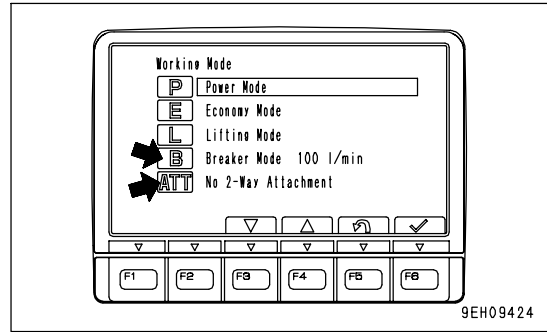 Working Mode
P Power Mode
E Economy Mode
L Lifting Mode
B Breaker Mode 100 l/min
ATT No 2-Way Attachment
F1 F2 F3 F4 F5 F6
9EH09424